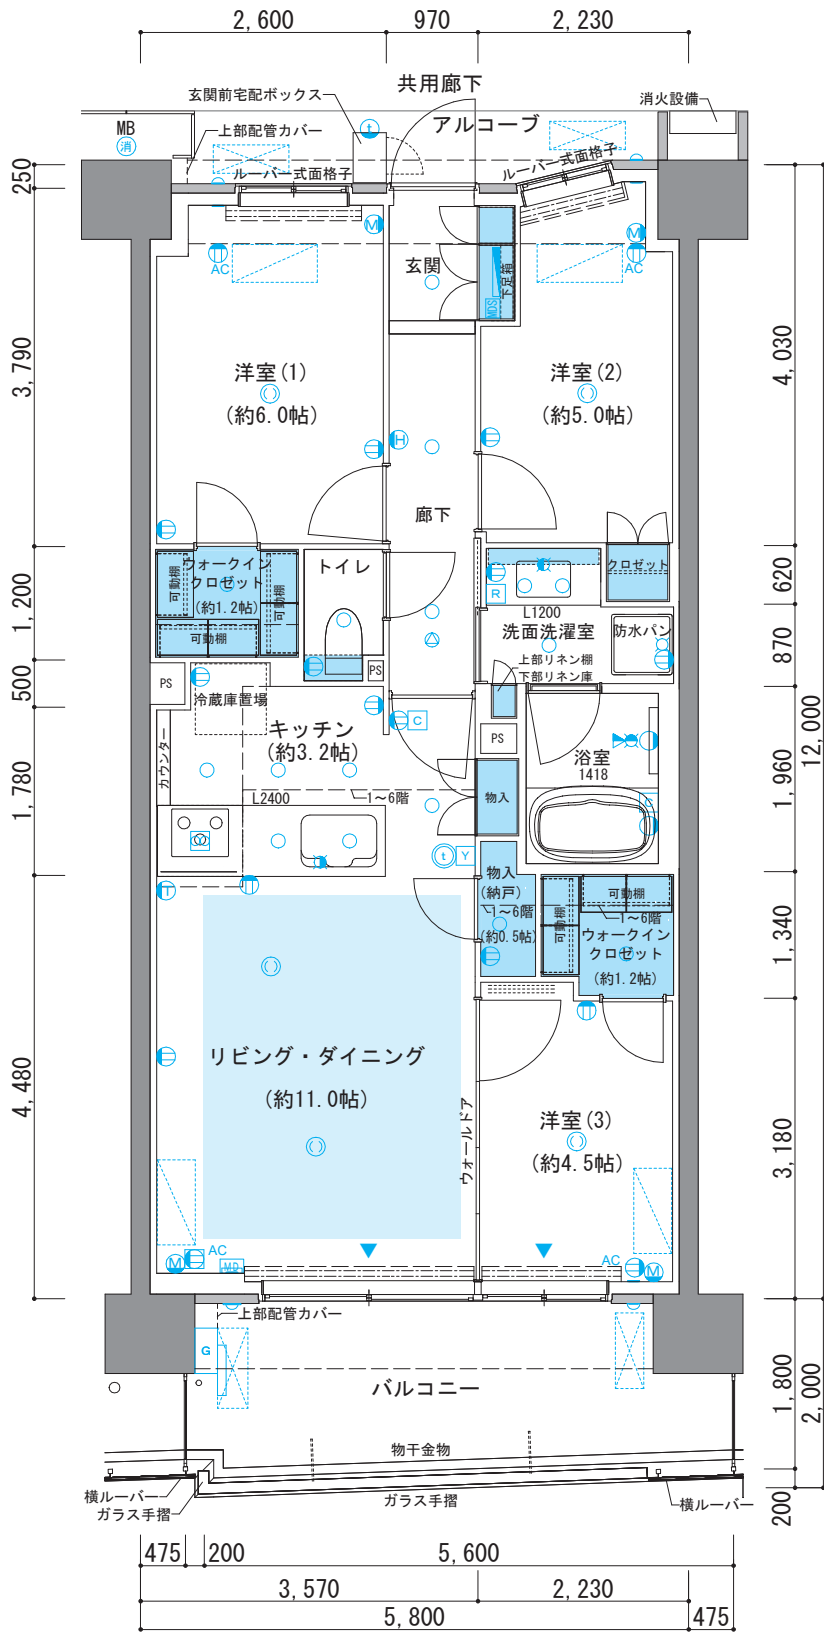 2,600
970
2,230
共用廊下
玄関前宅配ボックス
消火設備
アルコーブ
MB
消
上部配管カバー
t
ルーバー式面格子
ルーバー式面格子
250
M
M
AC
AC
玄関
下足箱
MDS
3,790
4,030
洋室(1)
(約6.0帖)
洋室(2)
(約5.0帖)
H
廊下
ウォークイン
クロゼット
(約1.2帖)
可動棚
可動棚
可動棚
トイレ
クロゼット
R
L1200
洗面洗濯室
防水パン
上部リネン棚
下部リネン庫
1,200
620
870
500
PS
PS
冷蔵庫置場
キッチン
(約3.2帖)
C
PS
浴室
1418
カウンター
1,780
1,960
12,000
L2400
1〜6階
物入
C
t
Y
物入
(納戸)
1〜6階
(約0.5帖)
可動棚
可動棚
1〜6階
ウォークイン
クロゼット
(約1.2帖)
1,340
リビング・ダイニング
(約11.0帖)
ウォールドア
洋室(3)
(約4.5帖)
4,480
3,180
AC
M
MD
AC
M
上部配管カバー
G
バルコニー
1,800
2,000
物干金物
横ルーバー
ガラス手摺
ガラス手摺
横ルーバー
200
475
200
5,600
3,570
2,230
5,800
475